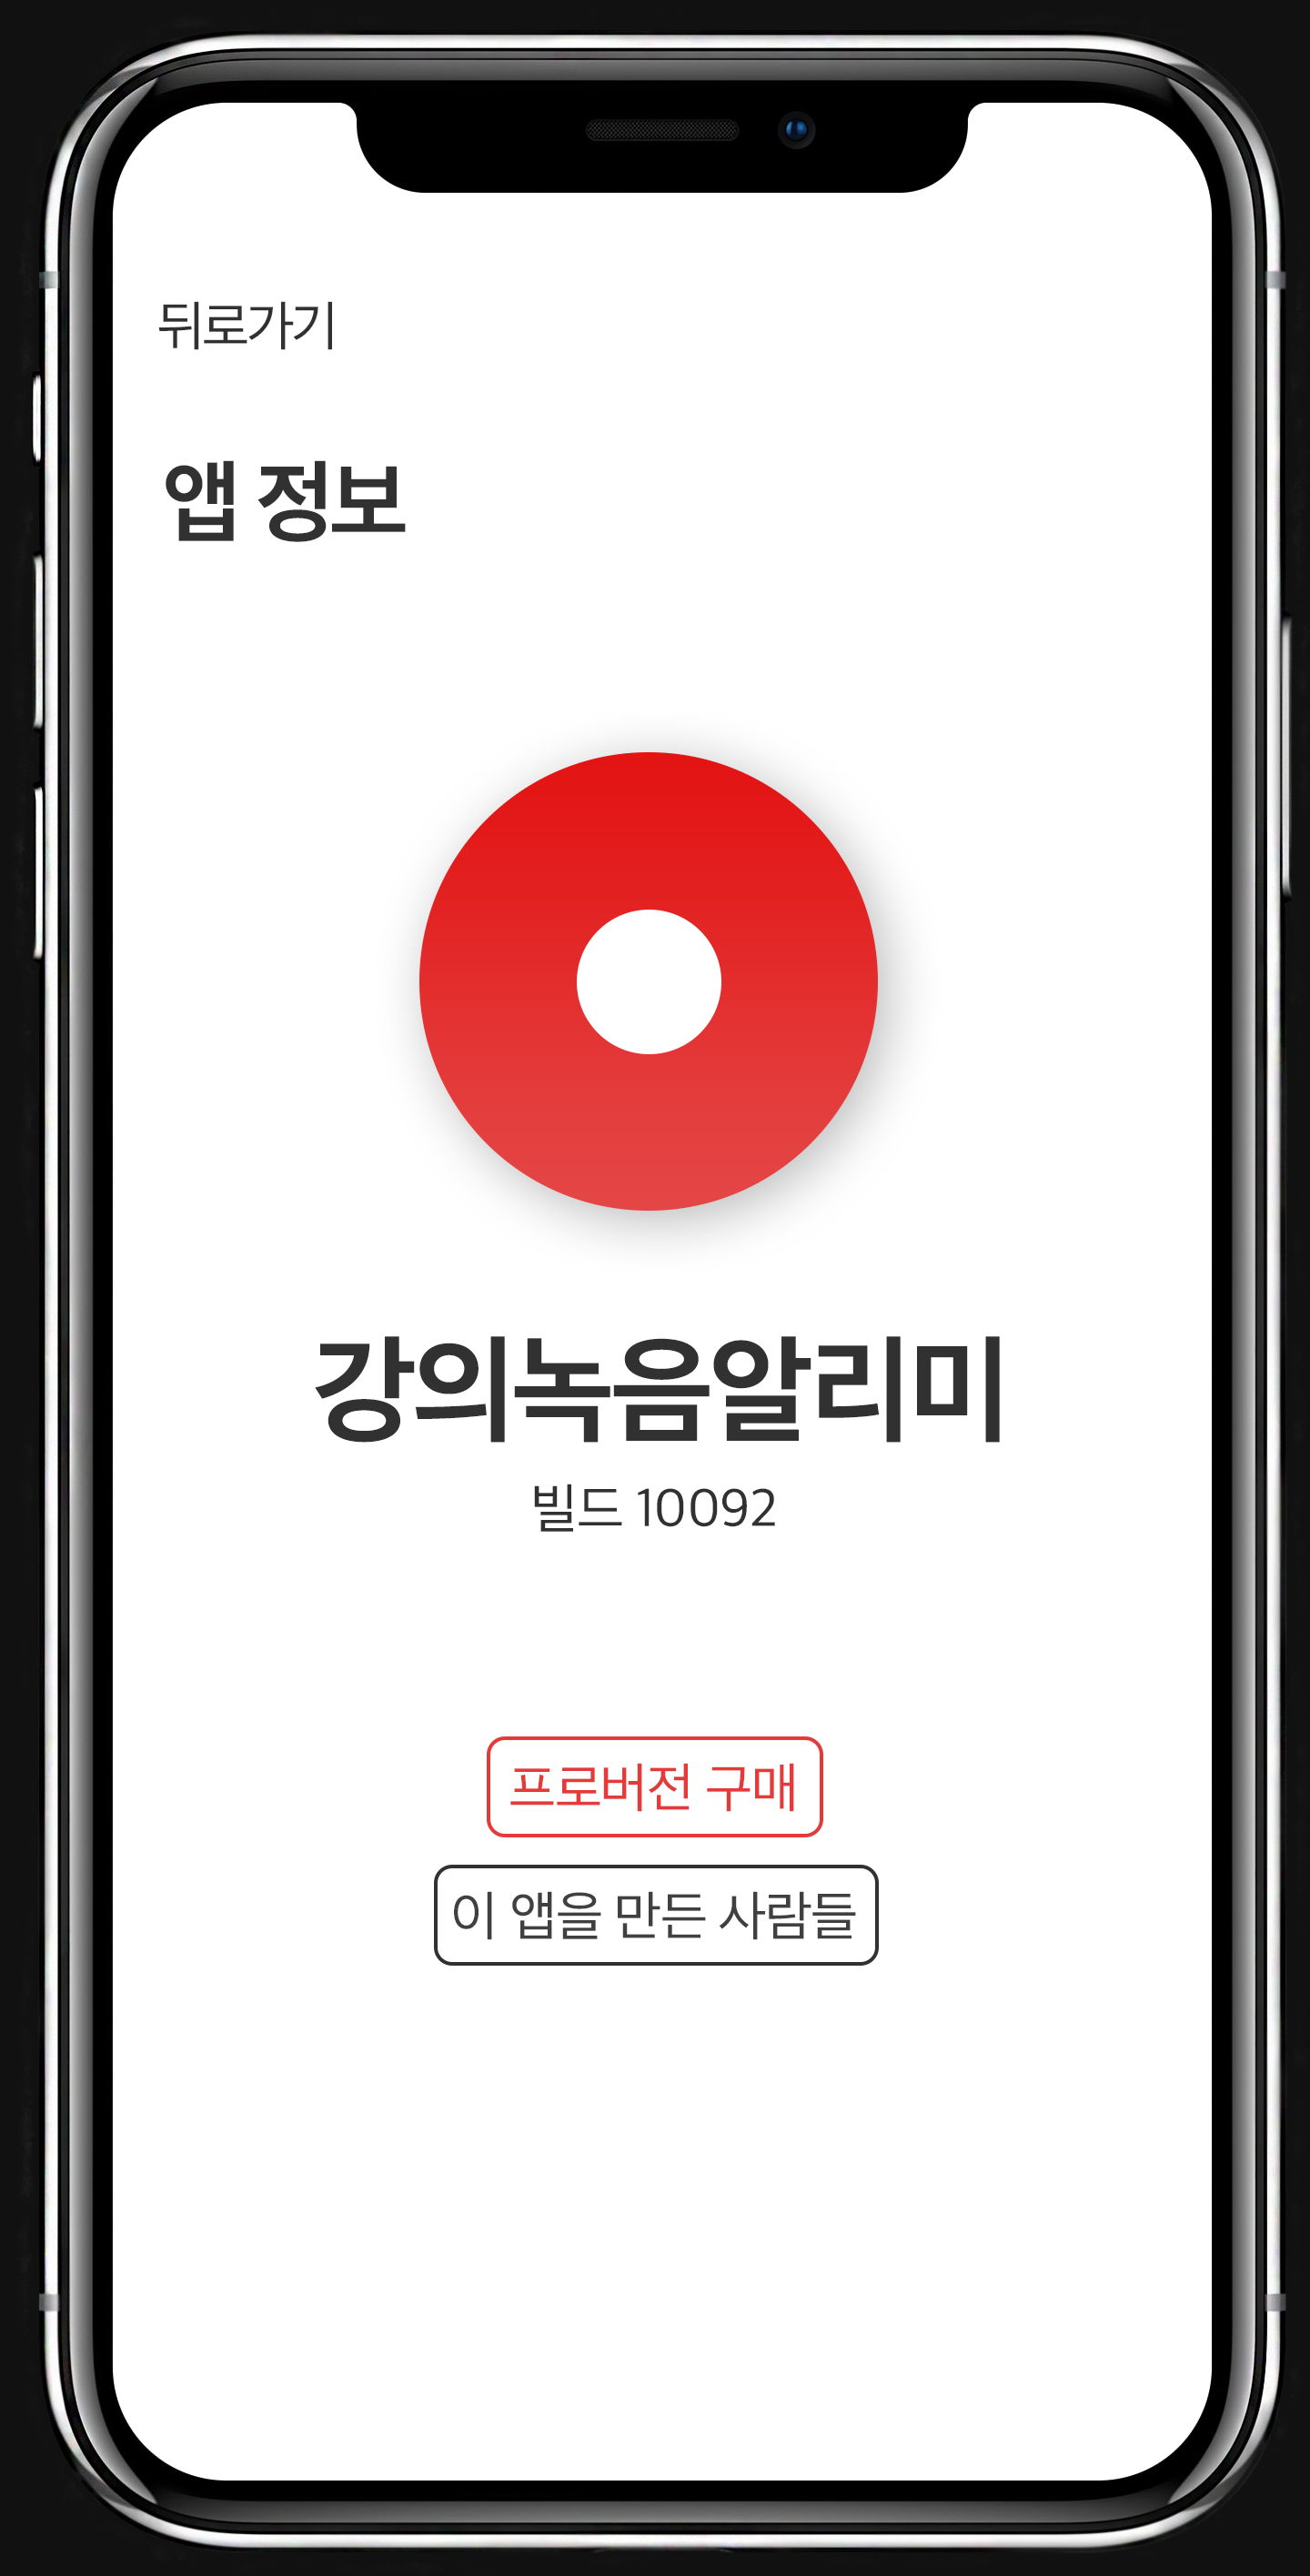 뒤로가기
앱 정보
강의녹음알리미
빌드 10092
프로버전 구매
이 앱을 만든 사람들